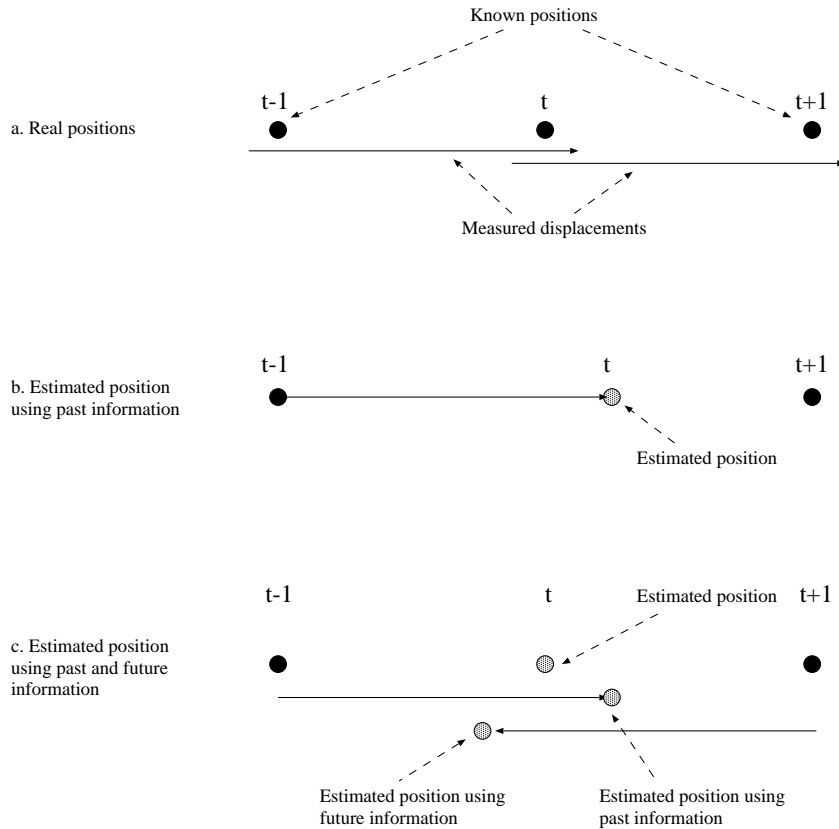 Known positions
t-1
t
t+1
a. Real positions
Measured displacements
t-1
t
t+1
b. Estimated position
using past information
Estimated position
t-1
t
Estimated position
t+1
c. Estimated position
using past and future
information
Estimated position using
future information
Estimated position using
past information